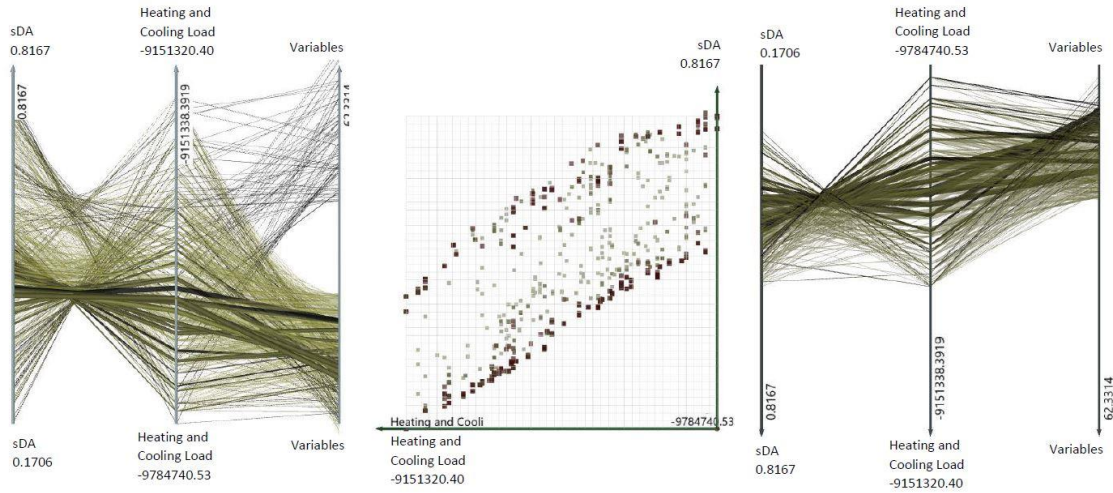 sDA
0.8167
Heating and
Cooling Load
-9151320.40
Variables
0.8167
-9151338.3919
62.3314
sDA
0.1706
Heating and
Cooling Load
-9784740.53
Variables
sDA
0.8167
Heating and Cooli
-9784740.53
Heating and
Cooling Load
-9151320.40
sDA
0.1706
Heating and
Cooling Load
-9784740.53
Variables
0.8167
-9151338.3919
62.3314
sDA
0.8167
Heating and
Cooling Load
-9151320.40
Variables